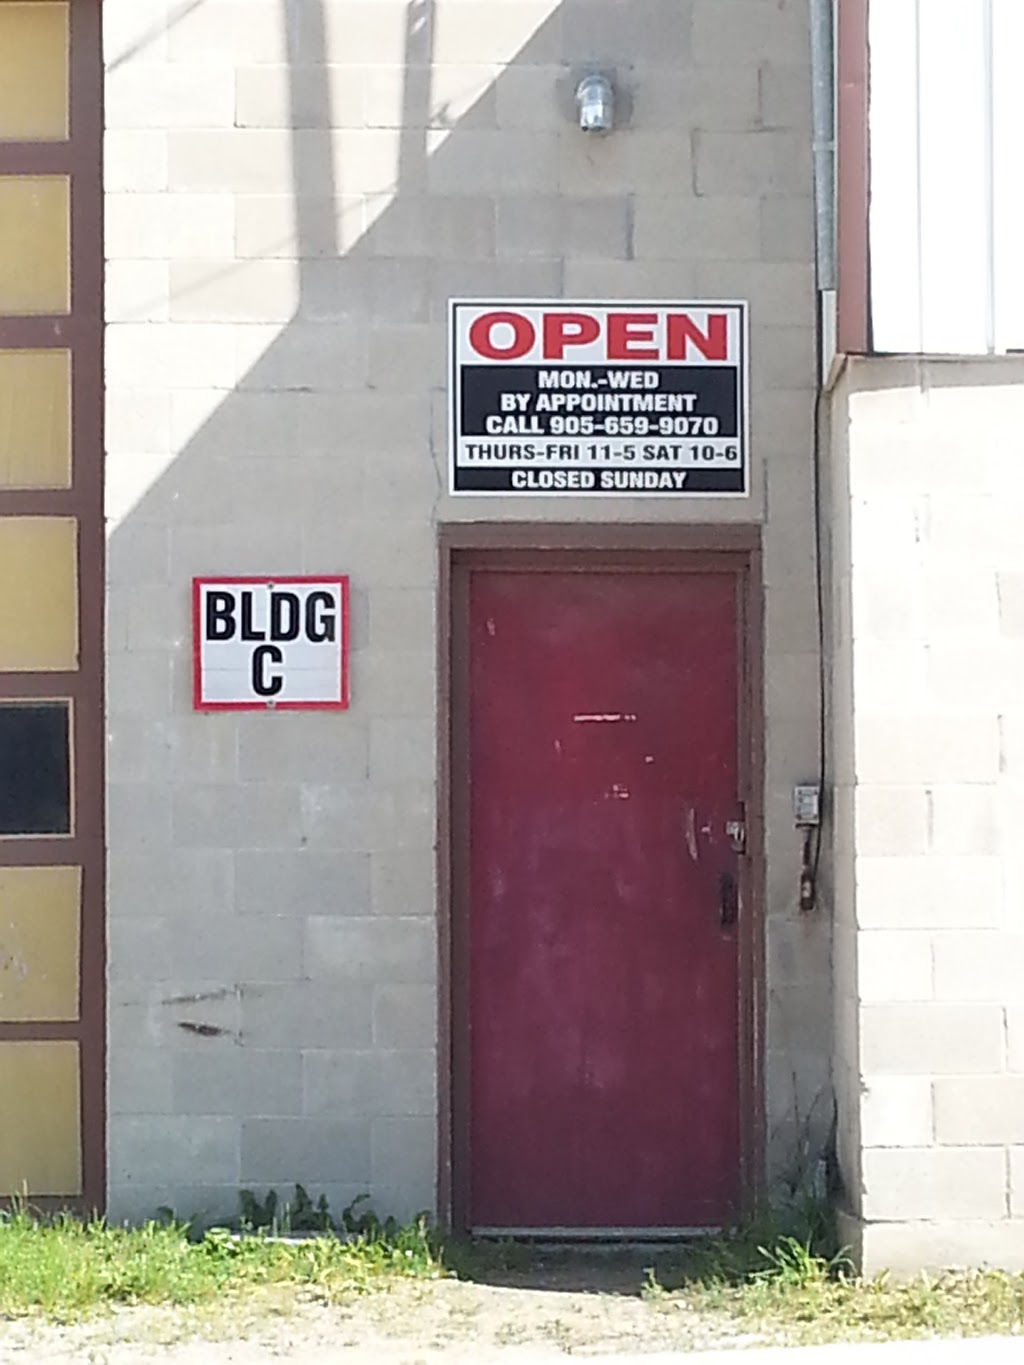 OPEN
MON.-WED
BY APPOINTMENT
CALL 905-659-9070
THURS-FRI 11-5 SAT 10-6
CLOSED SUNDAY
BLDG
C